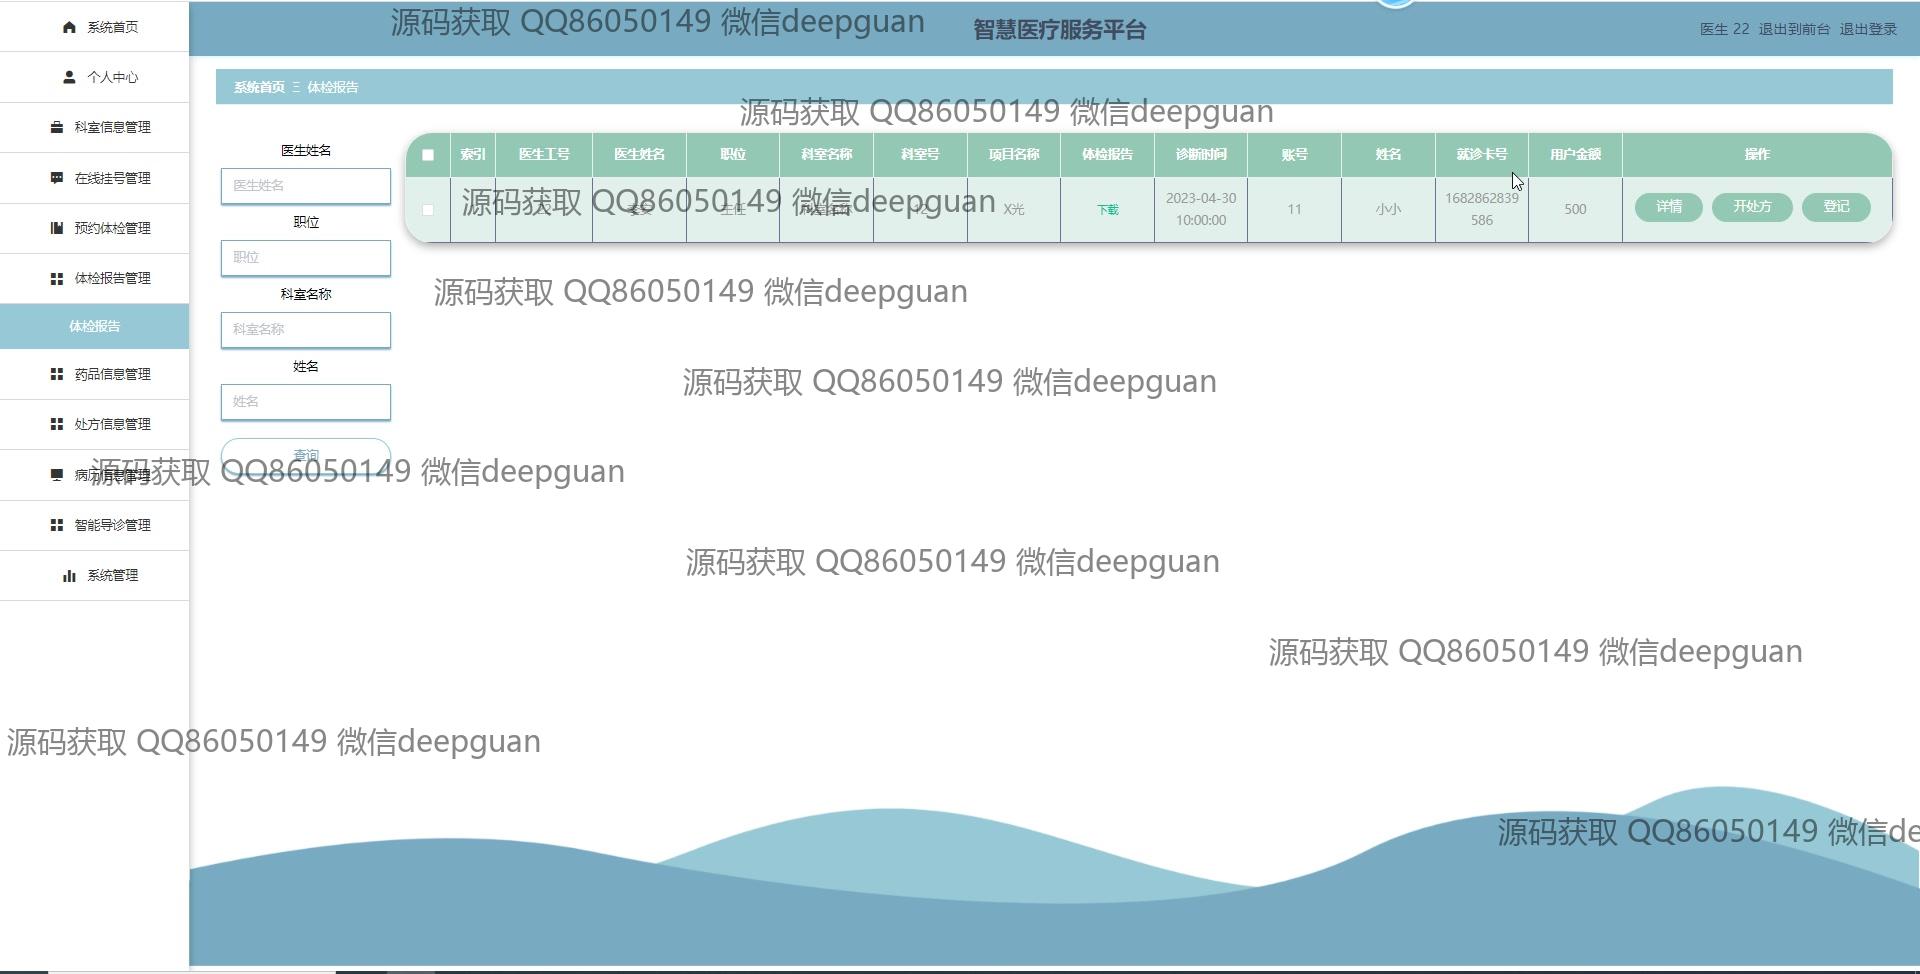 系统首页
个人中心
科室信息管理
在线挂号管理
预约体检管理
体检报告管理
体检报告
药品信息管理
处方信息管理
病历信息管理
智能导诊管理
系统管理
源码获取 QQ86050149 微信deepguan
智慧医疗服务平台
医生 22 退出到前台 退出登录
系统首页 Ξ 体检报告
源码获取 QQ86050149 微信deepguan
医生姓名
医生姓名
职位
职位
科室名称
科室名称
姓名
姓名
查询
索引 医生工号 医生姓名 职位 科室名称 科室号 项目名称 体检报告 诊断时间 账号 姓名 就诊卡号 用户金额 操作
22 主任 科室名称 12 X光 下载 2023-04-30 10:00:00 11 小小 1682862839586 500 详情 开处方 登记
源码获取 QQ86050149 微信deepguan
源码获取 QQ86050149 微信deepguan
源码获取 QQ86050149 微信deepguan
源码获取 QQ86050149 微信deepguan
源码获取 QQ86050149 微信deepguan
源码获取 QQ86050149 微信deepguan
源码获取 QQ86050149 微信deepguan
源码获取 QQ86050149 微信de